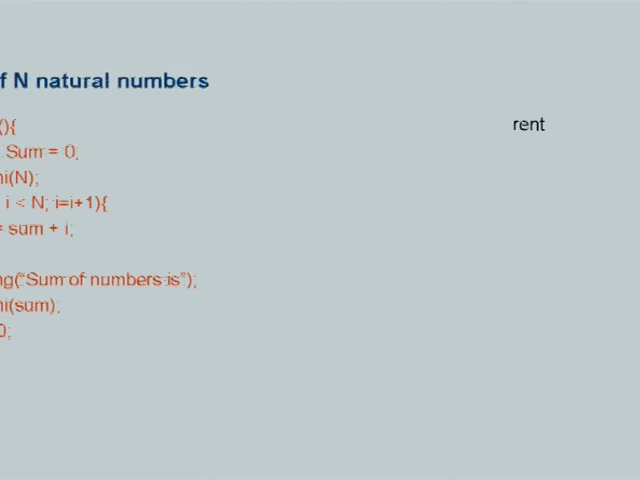 f N natural numbers
(){
rent
Sum = 0;
ni(N);
i < N; i=i+1){
= sum + i;
ng(“Sum of numbers is”);
ni(sum);
0;